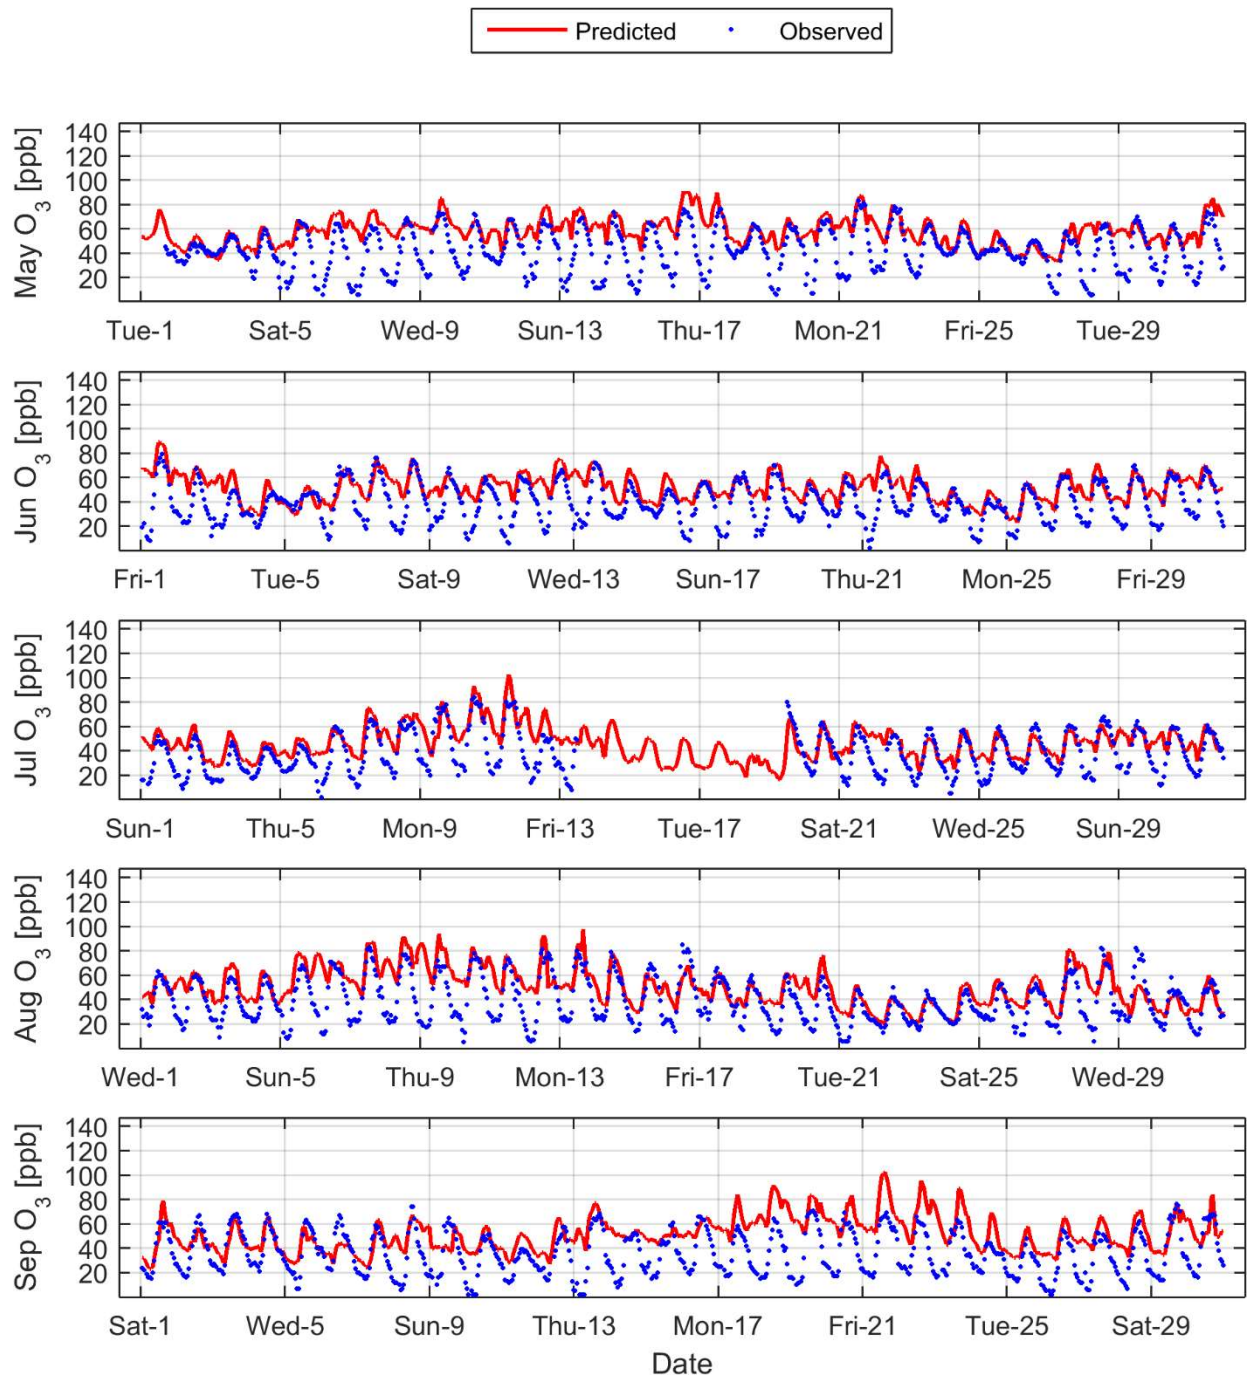 Predicted Observed
May O3 [ppb]
140
120
100
80
60
40
20
Tue-1 Sat-5 Wed-9 Sun-13 Thu-17 Mon-21 Fri-25 Tue-29
Jun O3 [ppb]
140
120
100
80
60
40
20
Fri-1 Tue-5 Sat-9 Wed-13 Sun-17 Thu-21 Mon-25 Fri-29
Jul O3 [ppb]
140
120
100
80
60
40
20
Sun-1 Thu-5 Mon-9 Fri-13 Tue-17 Sat-21 Wed-25 Sun-29
Aug O3 [ppb]
140
120
100
80
60
40
20
Wed-1 Sun-5 Thu-9 Mon-13 Fri-17 Tue-21 Sat-25 Wed-29
Sep O3 [ppb]
140
120
100
80
60
40
20
Sat-1 Wed-5 Sun-9 Thu-13 Mon-17 Fri-21 Tue-25 Sat-29
Date